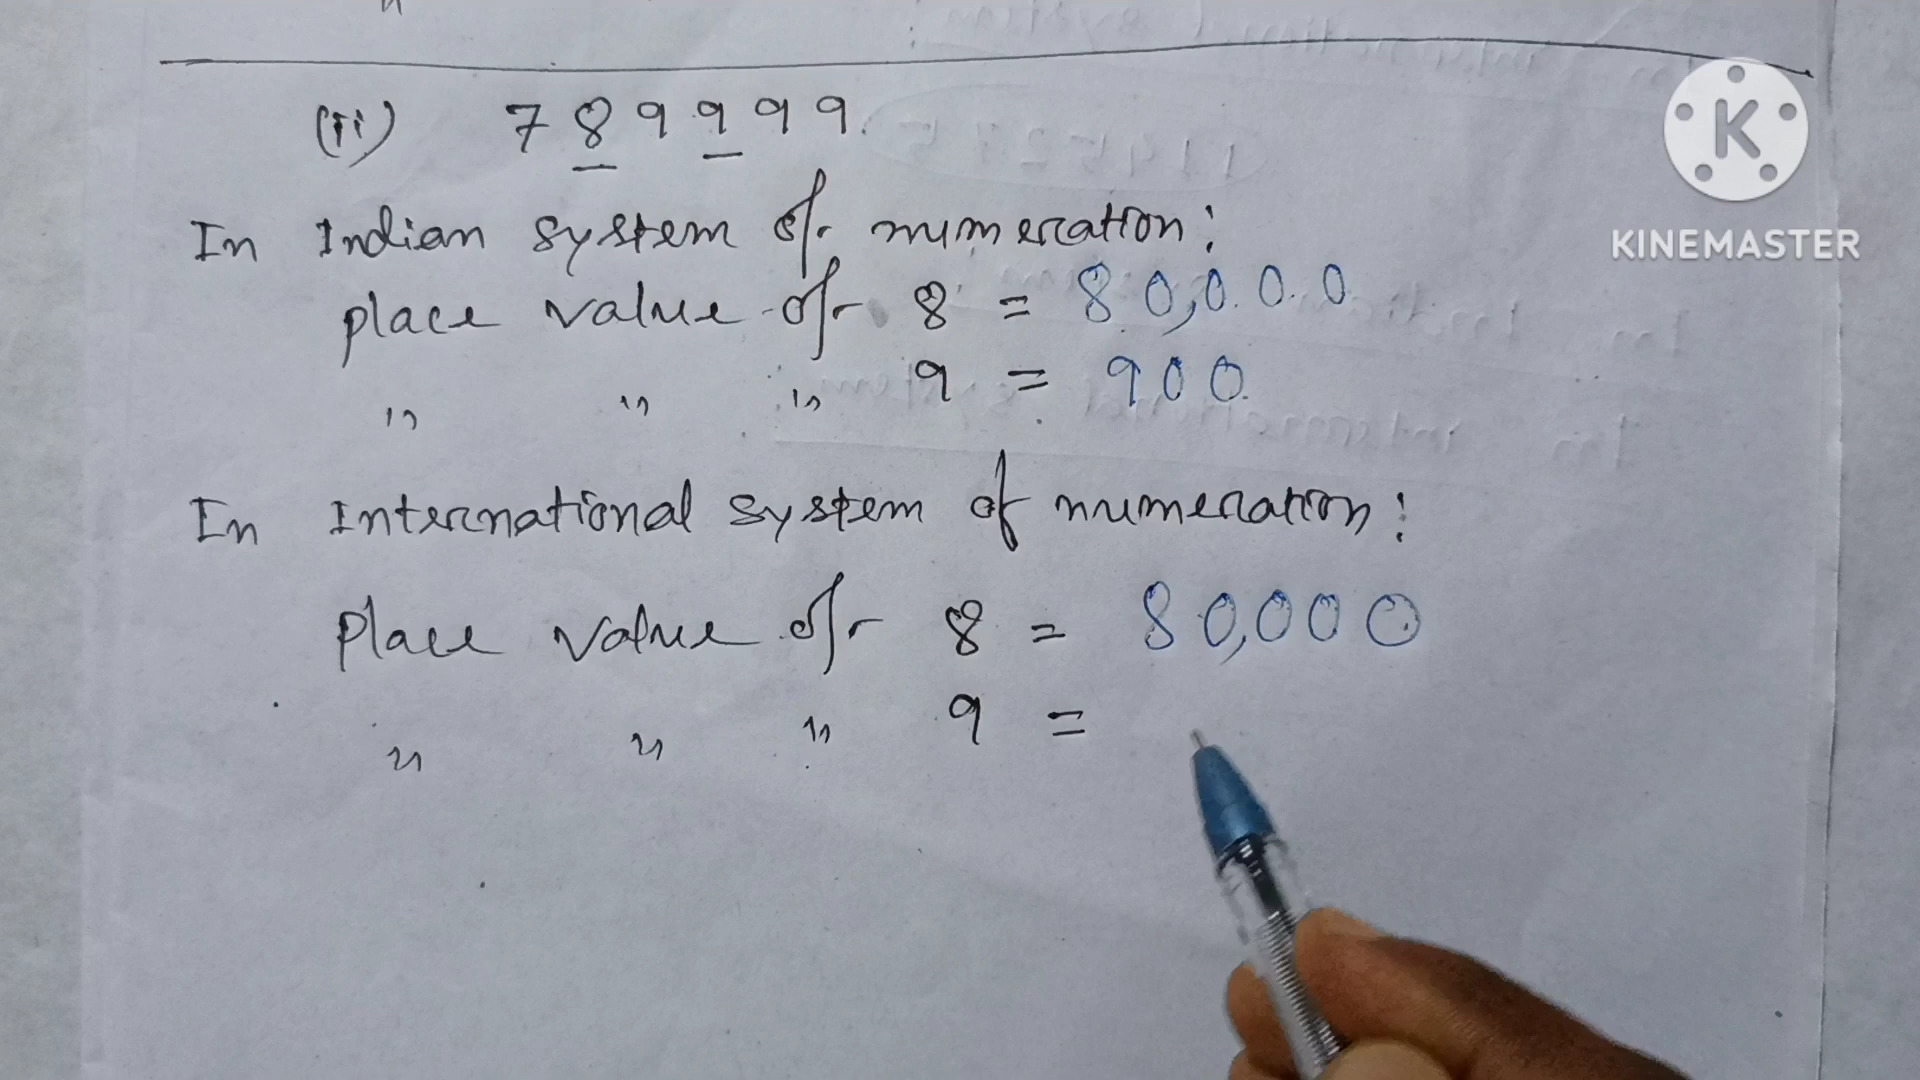 (ii) 789999
In Indian system of numeration:
place value of 8 = 80,000
" " " 9 = 900
In International system of numeration:
Place value of 8 = 80,000
" " " 9 =
K
KINEMASTER